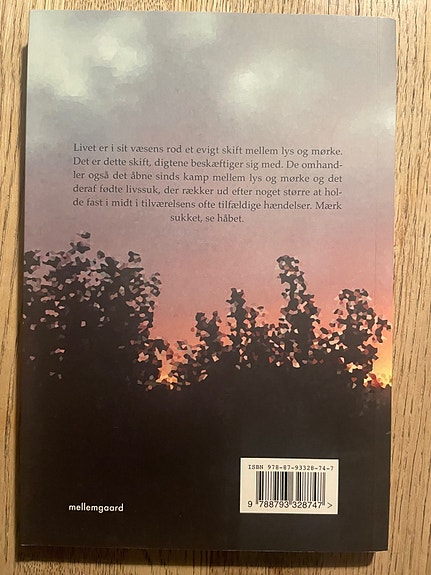 Livet er i sit væsens rod et evigt skift mellem lys og mørke.
Det er dette skift, digtene beskæftiger sig med. De omhand-
ler også det åbne sinds kamp mellem lys og mørke og det
deraf fødte livssuk, der rækker ud efter noget større at hol-
de fast i midt i tilværelsens ofte tilfældige hændelser. Mærk
sukket, se håbet.
ISBN 978-87-93328-74-7
9 788793 328747 >
mellemgaard